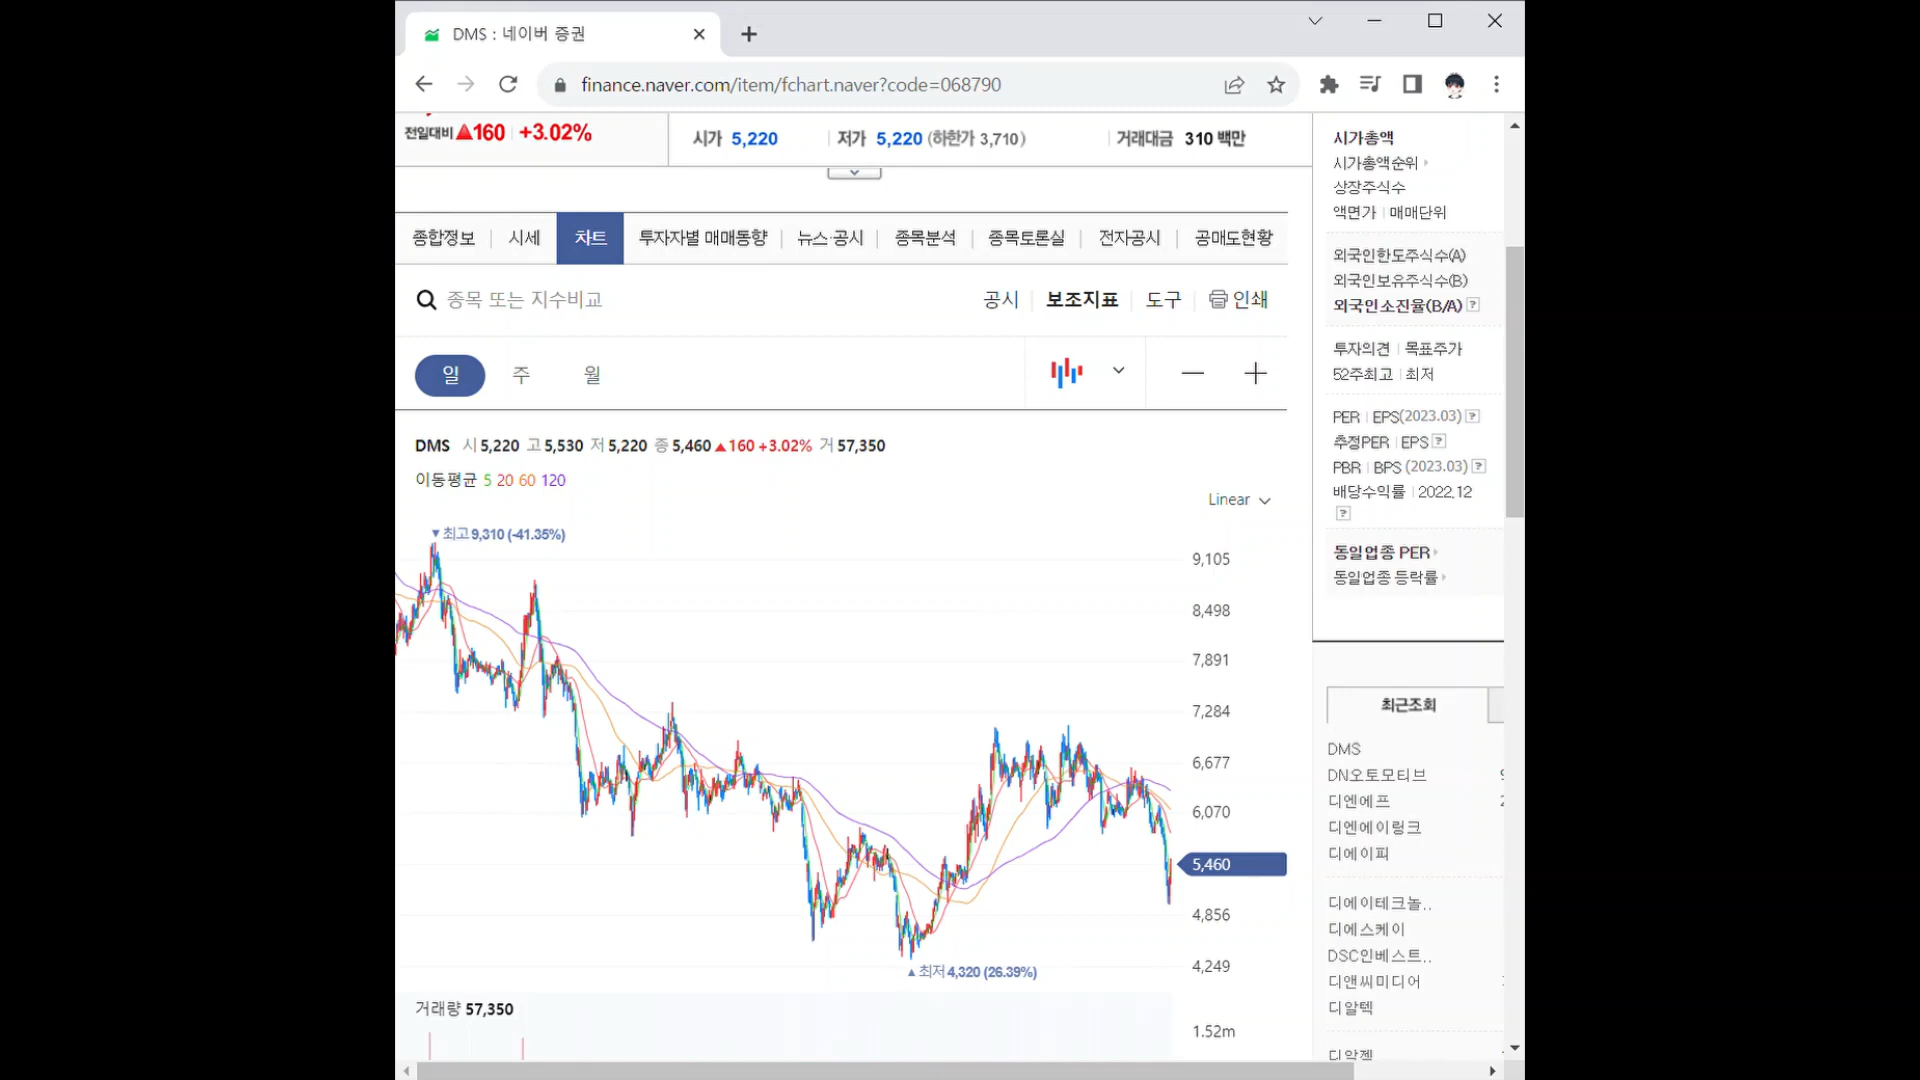 DMS : 네이버 증권
finance.naver.com/item/fchart.naver?code=068790
전일대비 ▲160 +3.02%
시가 5,220 저가 5,220 (하한가 3,710) 거래대금 310 백만
종합정보 시세 차트 투자자별 매매동향 뉴스·공시 종목분석 종목토론실 전자공시 공매도현황
종목 또는 지수비교 공시 보조지표 도구 인쇄
일 주 월
DMS 시 5,220 고 5,530 저 5,220 종 5,460 ▲160 +3.02% 거 57,350
이동평균 5 20 60 120
Linear
▼최고 9,310 (-41.35%)
9,105
8,498
7,891
7,284
6,677
6,070
5,460
4,856
4,249
▲최저 4,320 (26.39%)
거래량 57,350
1.52m
시가총액
시가총액순위
상장주식수
액면가 매매단위
외국인한도주식수(A)
외국인보유주식수(B)
외국인소진율(B/A) ?
투자의견 목표주가
52주최고 최저
PER EPS(2023.03) ?
추정PER EPS ?
PBR BPS (2023.03) ?
배당수익률 2022.12
?
동일업종 PER
동일업종 등락률
최근조회
DMS
DN오토모티브
디엔에프
디엔에이링크
디에이피
디에이테크놀..
디에스케이
DSC인베스트..
디앤씨미디어
디알텍